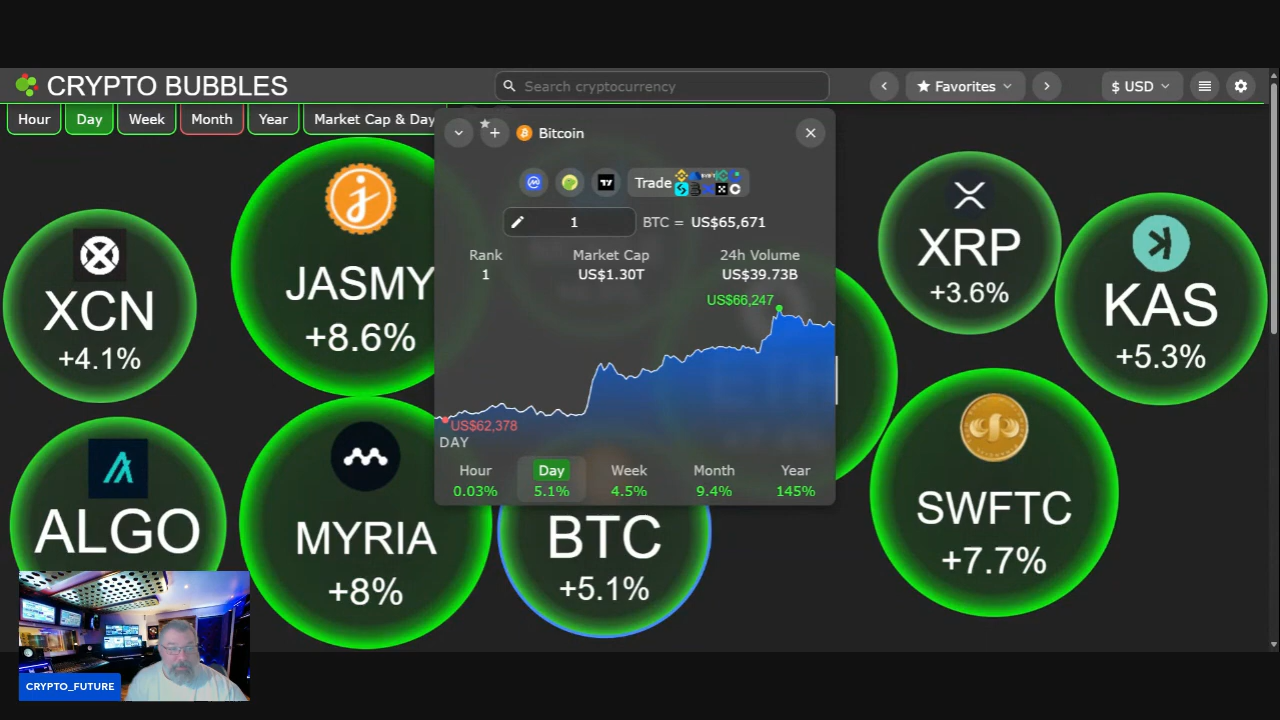 CRYPTO BUBBLES
Search cryptocurrency
Favorites
$ USD
Hour
Day
Week
Month
Year
Market Cap & Day
Bitcoin
Trade
1
BTC = US$65,671
Rank
Market Cap
24h Volume
1
US$1.30T
US$39.73B
US$66,247
US$62,378
DAY
Hour
Day
Week
Month
Year
0.03%
5.1%
4.5%
9.4%
145%
XCN
+4.1%
JASMY
+8.6%
XRP
+3.6%
KAS
+5.3%
ALGO
MYRIA
+8%
BTC
+5.1%
SWFTC
+7.7%
CRYPTO_FUTURE